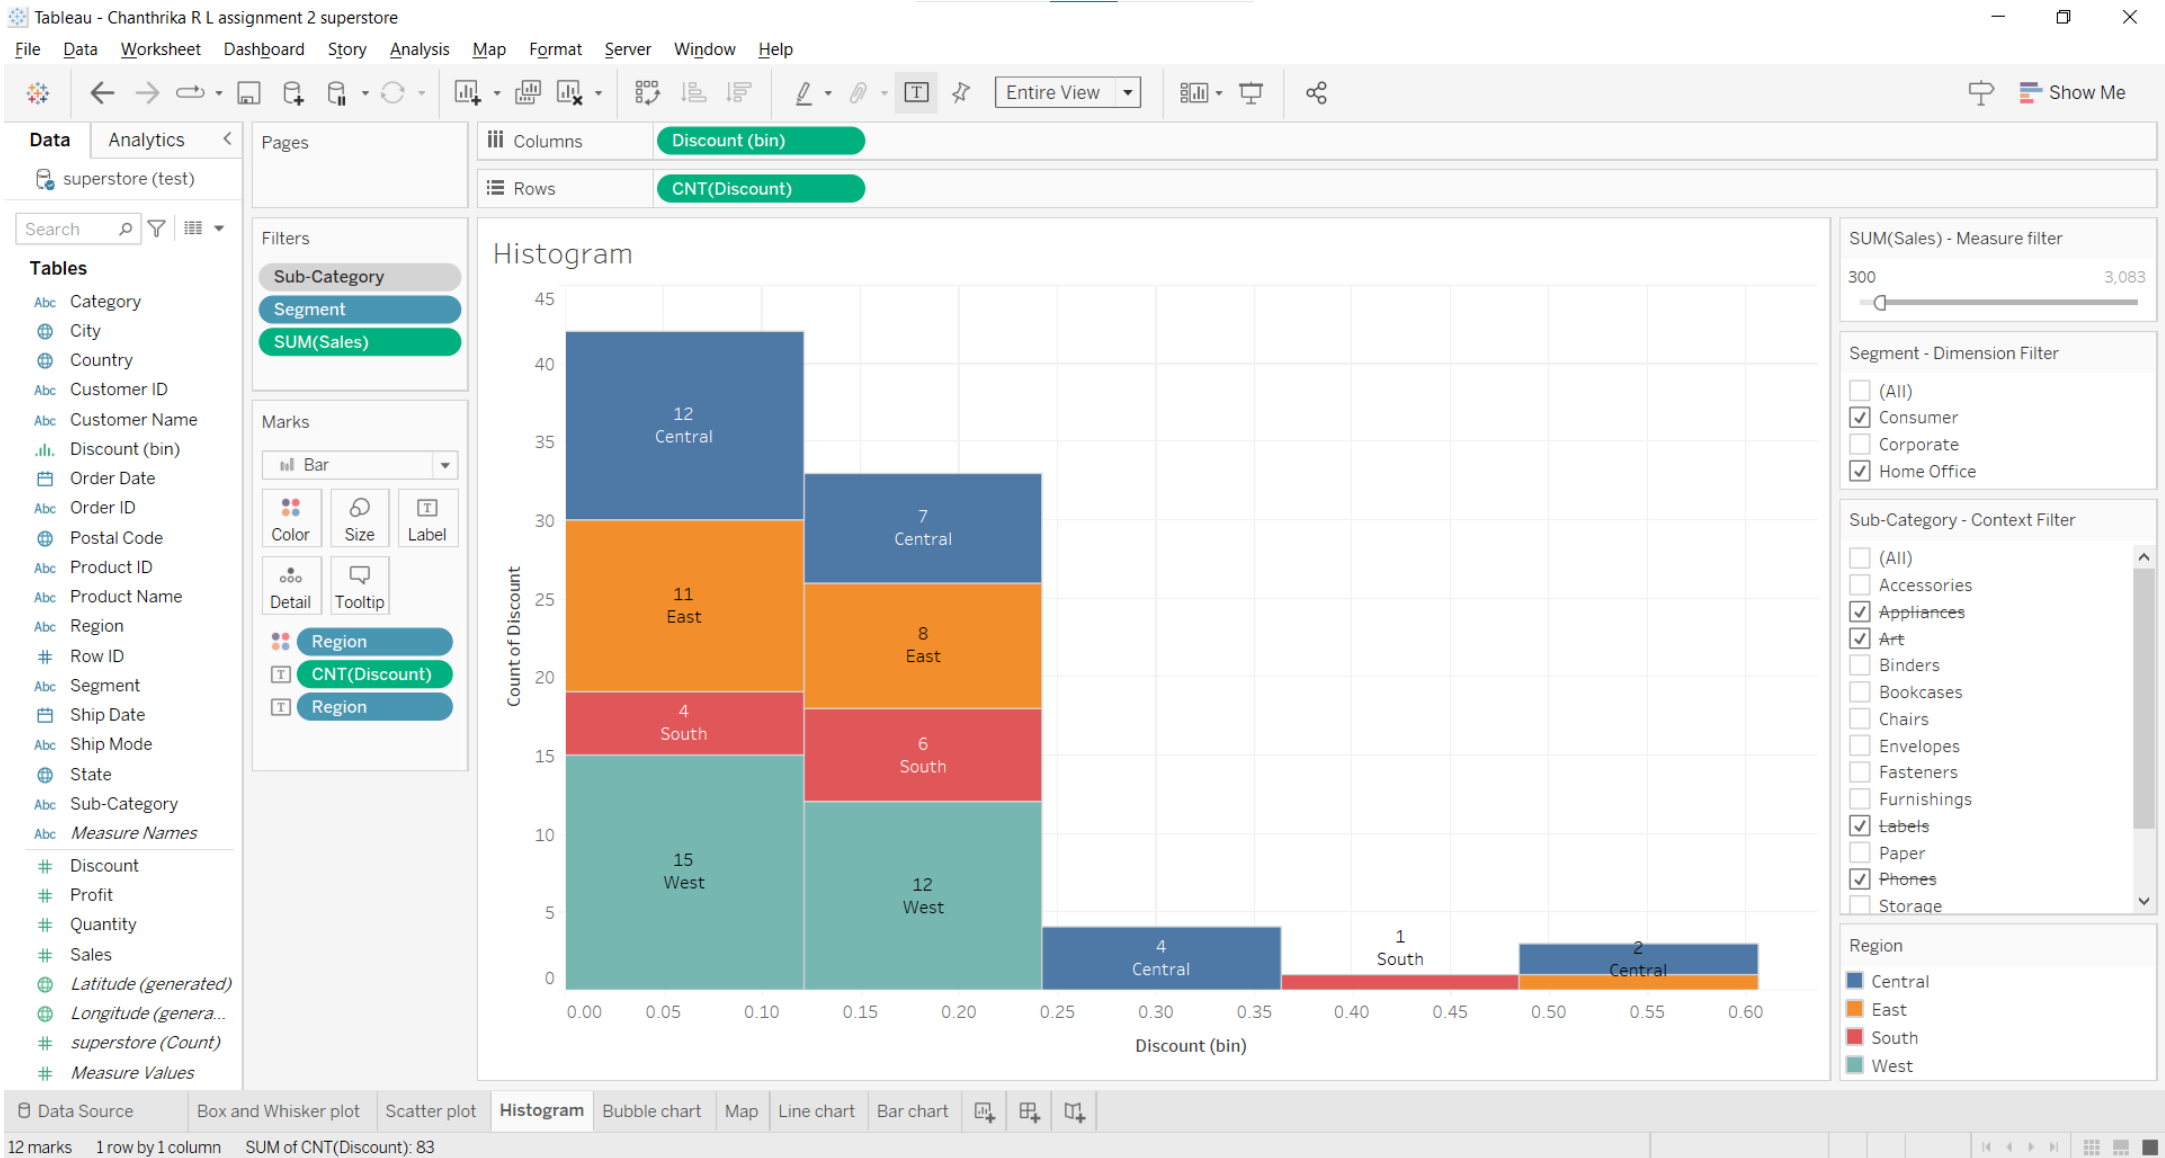 Tableau - Chanthrika R L assignment 2 superstore
File Data Worksheet Dashboard Story Analysis Map Format Server Window Help
Entire View
Show Me
Data
Analytics
superstore (test)
Search
Tables
Abc Category
City
Country
Abc Customer ID
Abc Customer Name
Discount (bin)
Order Date
Abc Order ID
Postal Code
Abc Product ID
Abc Product Name
Abc Region
# Row ID
Abc Segment
Ship Date
Abc Ship Mode
State
Abc Sub-Category
Abc Measure Names
# Discount
# Profit
# Quantity
# Sales
Latitude (generated)
Longitude (genera...
# superstore (Count)
# Measure Values
Pages
Filters
Sub-Category
Segment
SUM(Sales)
Marks
Bar
Color
Size
T
Label
Detail
Tooltip
Region
T CNT(Discount)
T Region
Columns
Discount (bin)
Rows
CNT(Discount)
Histogram
Count of Discount
45
40
35
30
25
20
15
10
5
0
12
Central
11
East
4
South
15
West
7
Central
8
East
6
South
12
West
4
Central
1
South
2
Central
0.00 0.05 0.10 0.15 0.20 0.25 0.30 0.35 0.40 0.45 0.50 0.55 0.60
Discount (bin)
SUM(Sales) - Measure filter
300 3,083
Segment - Dimension Filter
(All)
Consumer
Corporate
Home Office
Sub-Category - Context Filter
(All)
Accessories
Appliances
Art
Binders
Bookcases
Chairs
Envelopes
Fasteners
Furnishings
Labels
Paper
Phones
Storage
Region
Central
East
South
West
Data Source
Box and Whisker plot
Scatter plot
Histogram
Bubble chart
Map
Line chart
Bar chart
12 marks 1 row by 1 column SUM of CNT(Discount): 83